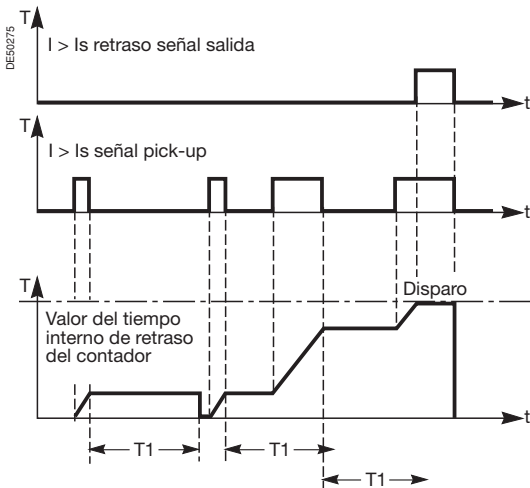 DE50275
T
I > Is retraso señal salida
t
T
I > Is señal pick-up
t
T
Disparo
Valor del tiempo
interno de retraso
del contador
t
T1
T1
T1